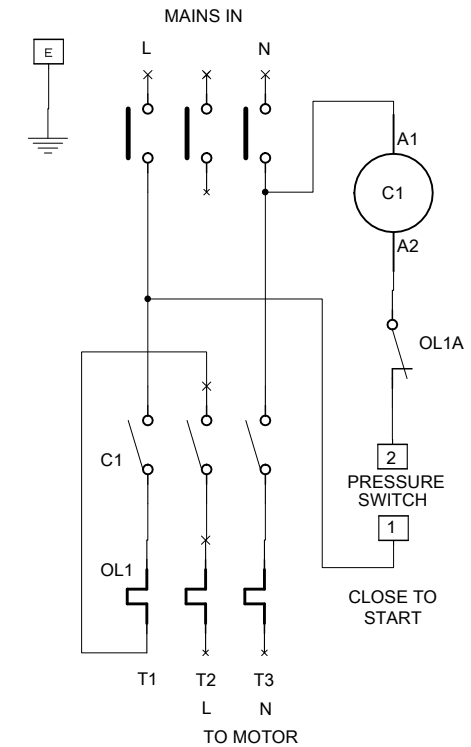 MAINS IN
L N
E
A1
C1
A2
OL1A
C1
2
PRESSURE
SWITCH
1
OL1
CLOSE TO
START
T1 T2 T3
L N
TO MOTOR